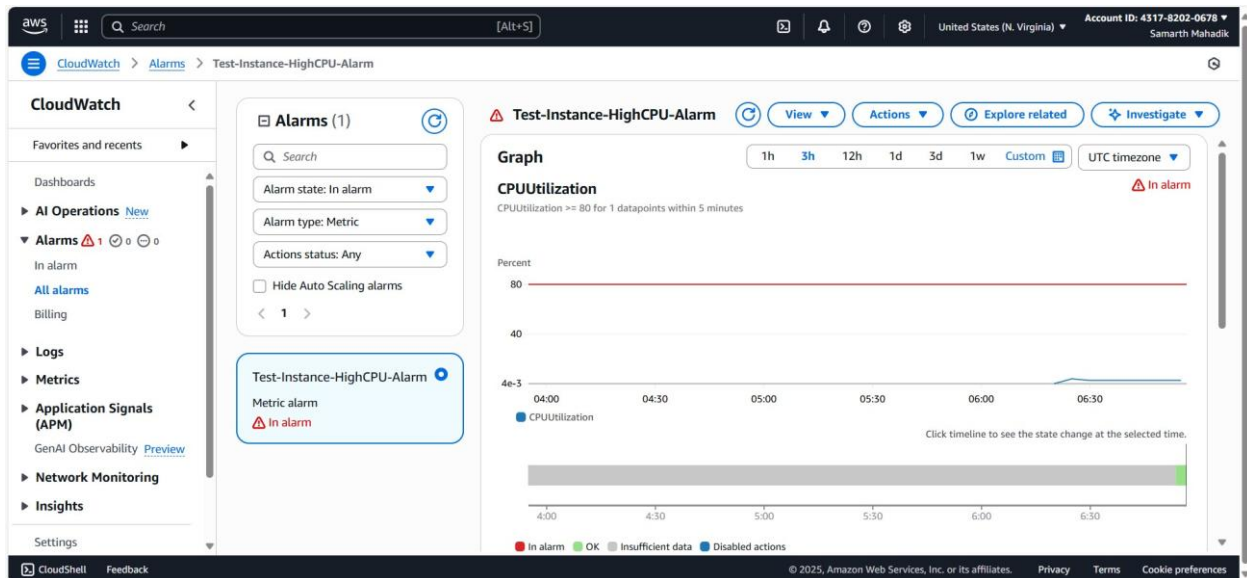 aws
Search [Alt+S]
United States (N. Virginia)
Account ID: 4317-8202-0678
Samarth Mahadik
CloudWatch > Alarms > Test-Instance-HighCPU-Alarm
CloudWatch
Favorites and recents
Dashboards
AI Operations New
Alarms 1 0 0
In alarm
All alarms
Billing
Logs
Metrics
Application Signals
(APM)
GenAI Observability Preview
Network Monitoring
Insights
Settings
Alarms (1)
Search
Alarm state: In alarm
Alarm type: Metric
Actions status: Any
Hide Auto Scaling alarms
< 1 >
Test-Instance-HighCPU-Alarm
Metric alarm
In alarm
Test-Instance-HighCPU-Alarm View Actions Explore related Investigate
Graph 1h 3h 12h 1d 3d 1w Custom UTC timezone
CPUUtilization In alarm
CPUUtilization >= 80 for 1 datapoints within 5 minutes
Percent
80
40
4e-3
04:00 04:30 05:00 05:30 06:00 06:30
CPUUtilization
Click timeline to see the state change at the selected time.
4:00 4:30 5:00 5:30 6:00 6:30
In alarm OK Insufficient data Disabled actions
CloudShell Feedback © 2025, Amazon Web Services, Inc. or its affiliates. Privacy Terms Cookie preferences